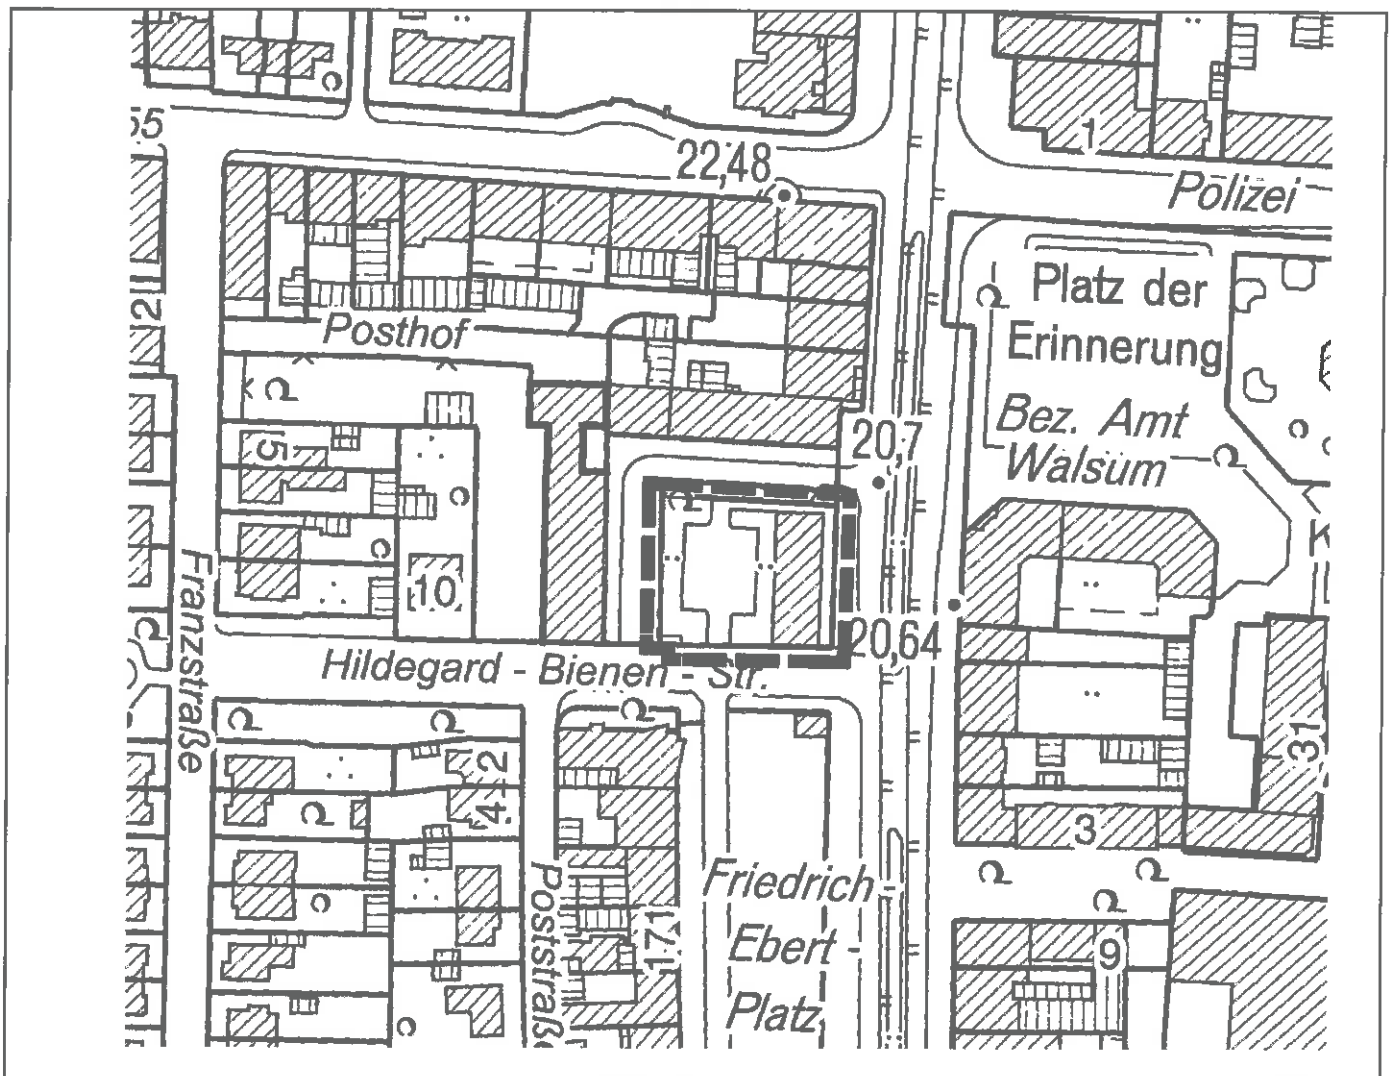 55
22,48
1
Polizei
Platz der
Erinnerung
2
Posthof
Bez. Amt
Walsum
20,7
5
10
K
Franzstraße
20,64
Hildegard - Bienen - Str.
2
4
31
3
Friedrich -
Ebert -
Platz
Poststraße
171
9